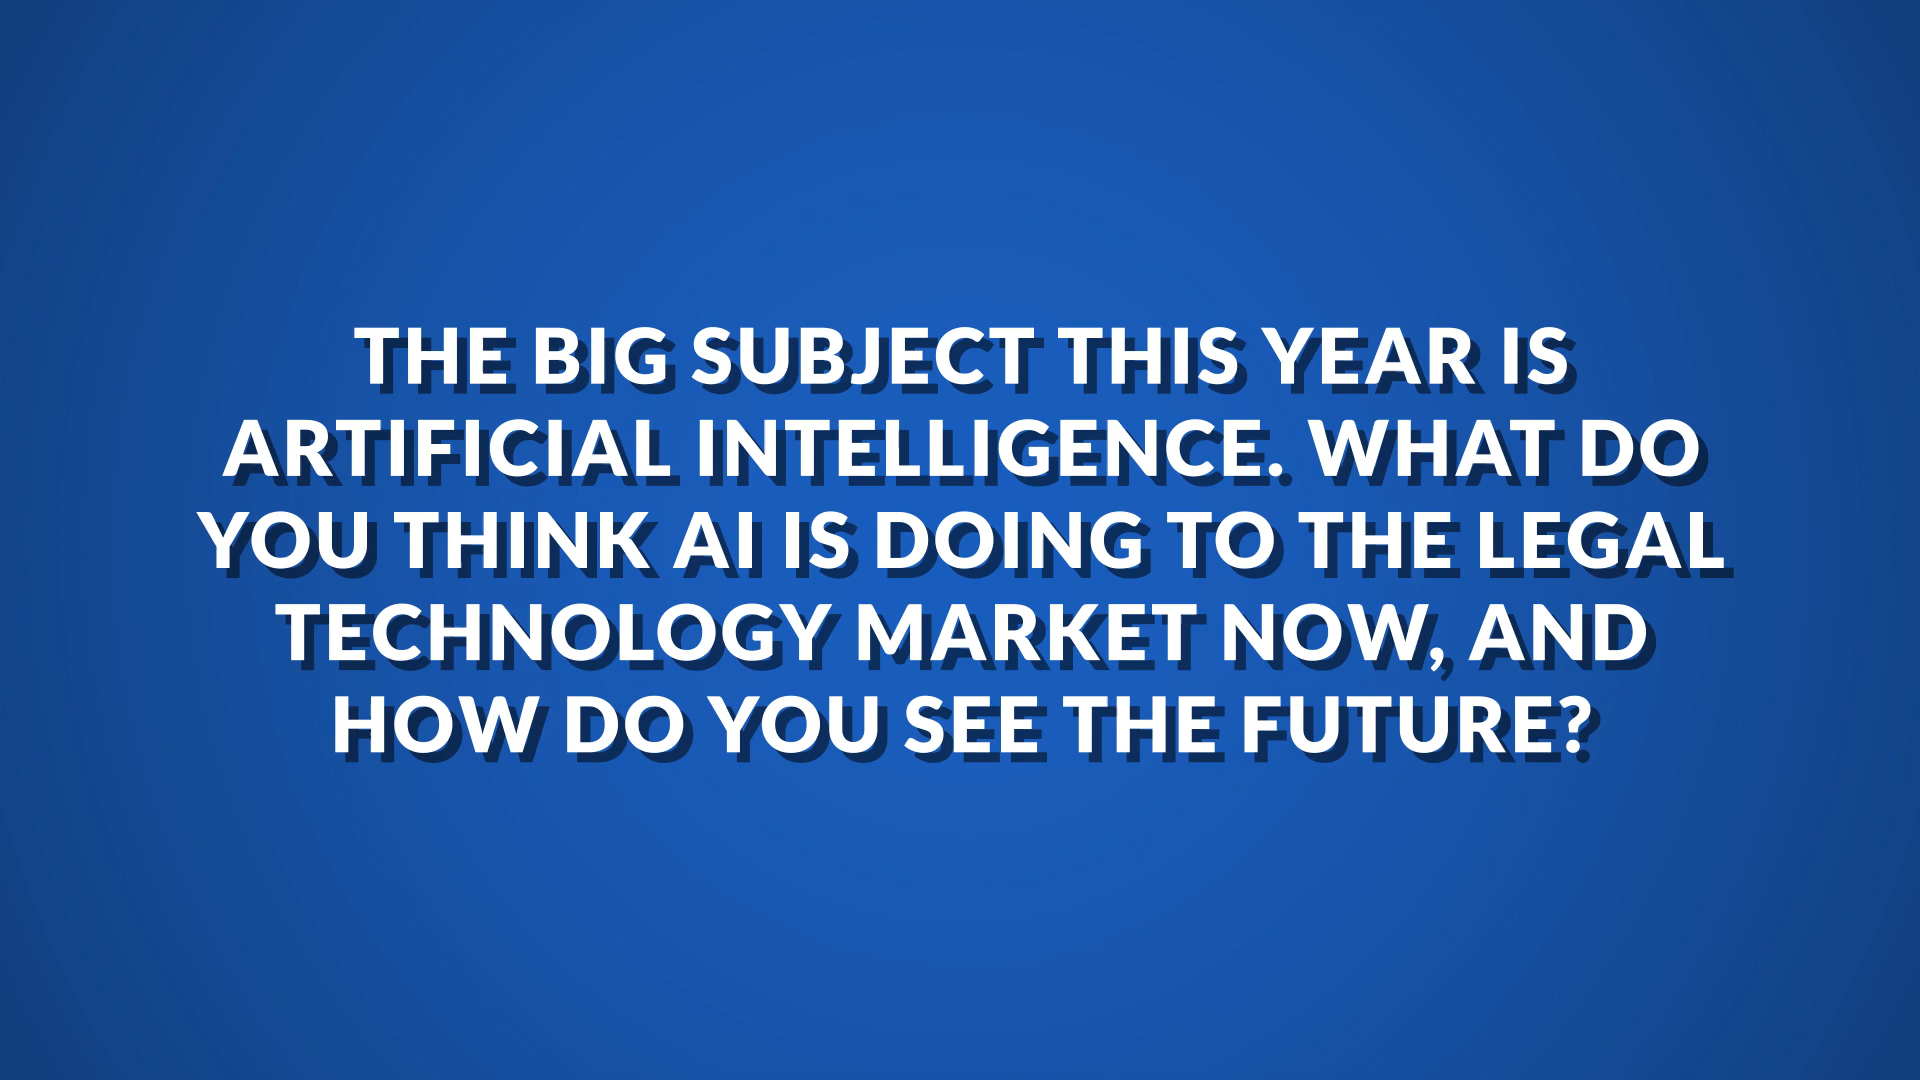 THE BIG SUBJECT THIS YEAR IS
ARTIFICIAL INTELLIGENCE. WHAT DO
YOU THINK AI IS DOING TO THE LEGAL
TECHNOLOGY MARKET NOW, AND
HOW DO YOU SEE THE FUTURE?